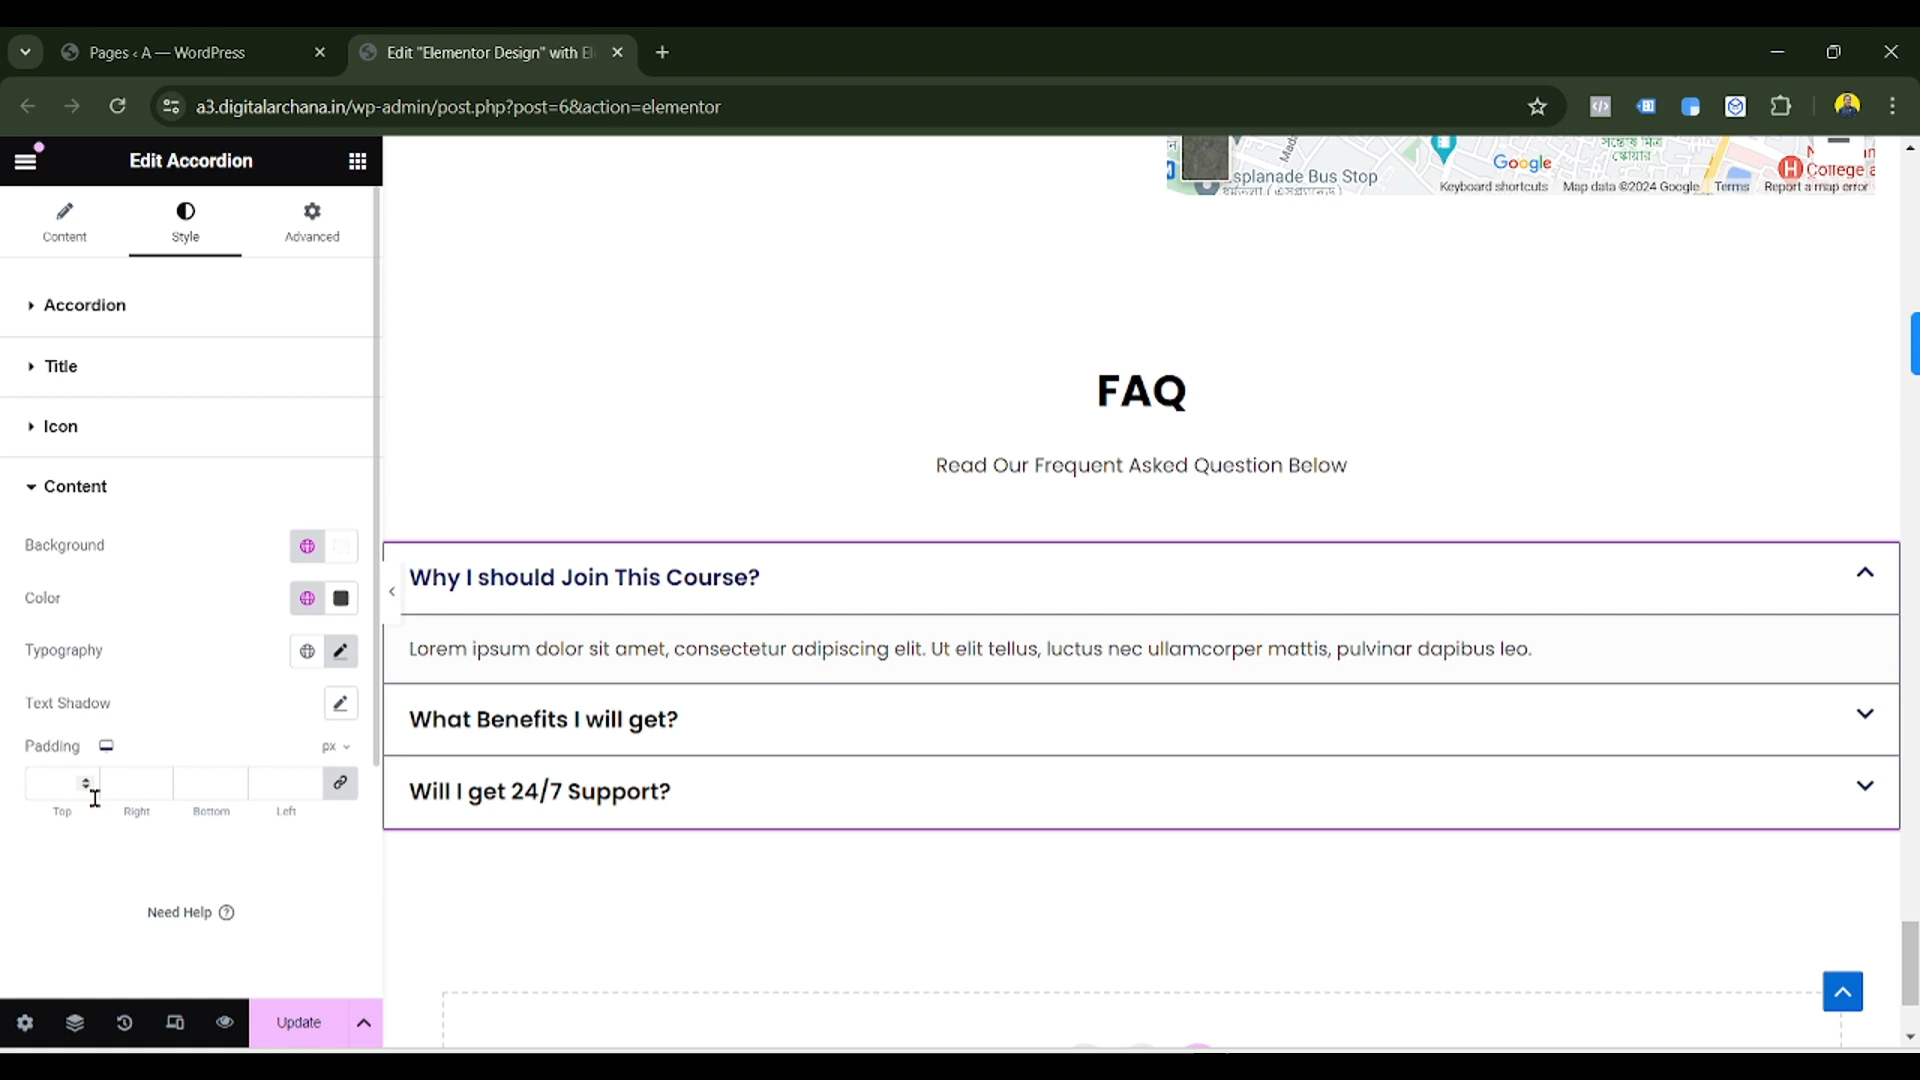 Pages ‹ A — WordPress
Edit "Elementor Design" with El
a3.digitalarchana.in/wp-admin/post.php?post=6&action=elementor
Edit Accordion
Content
Style
Advanced
Accordion
Title
Icon
Content
Background
Color
Typography
Text Shadow
Padding
px
Top
Right
Bottom
Left
Need Help
Update
Google
splanade Bus Stop
Keyboard shortcuts
Map data ©2024 Google
Terms
Report a map error
H
FAQ
Read Our Frequent Asked Question Below
Why I should Join This Course?
Lorem ipsum dolor sit amet, consectetur adipiscing elit. Ut elit tellus, luctus nec ullamcorper mattis, pulvinar dapibus leo.
What Benefits I will get?
Will I get 24/7 Support?